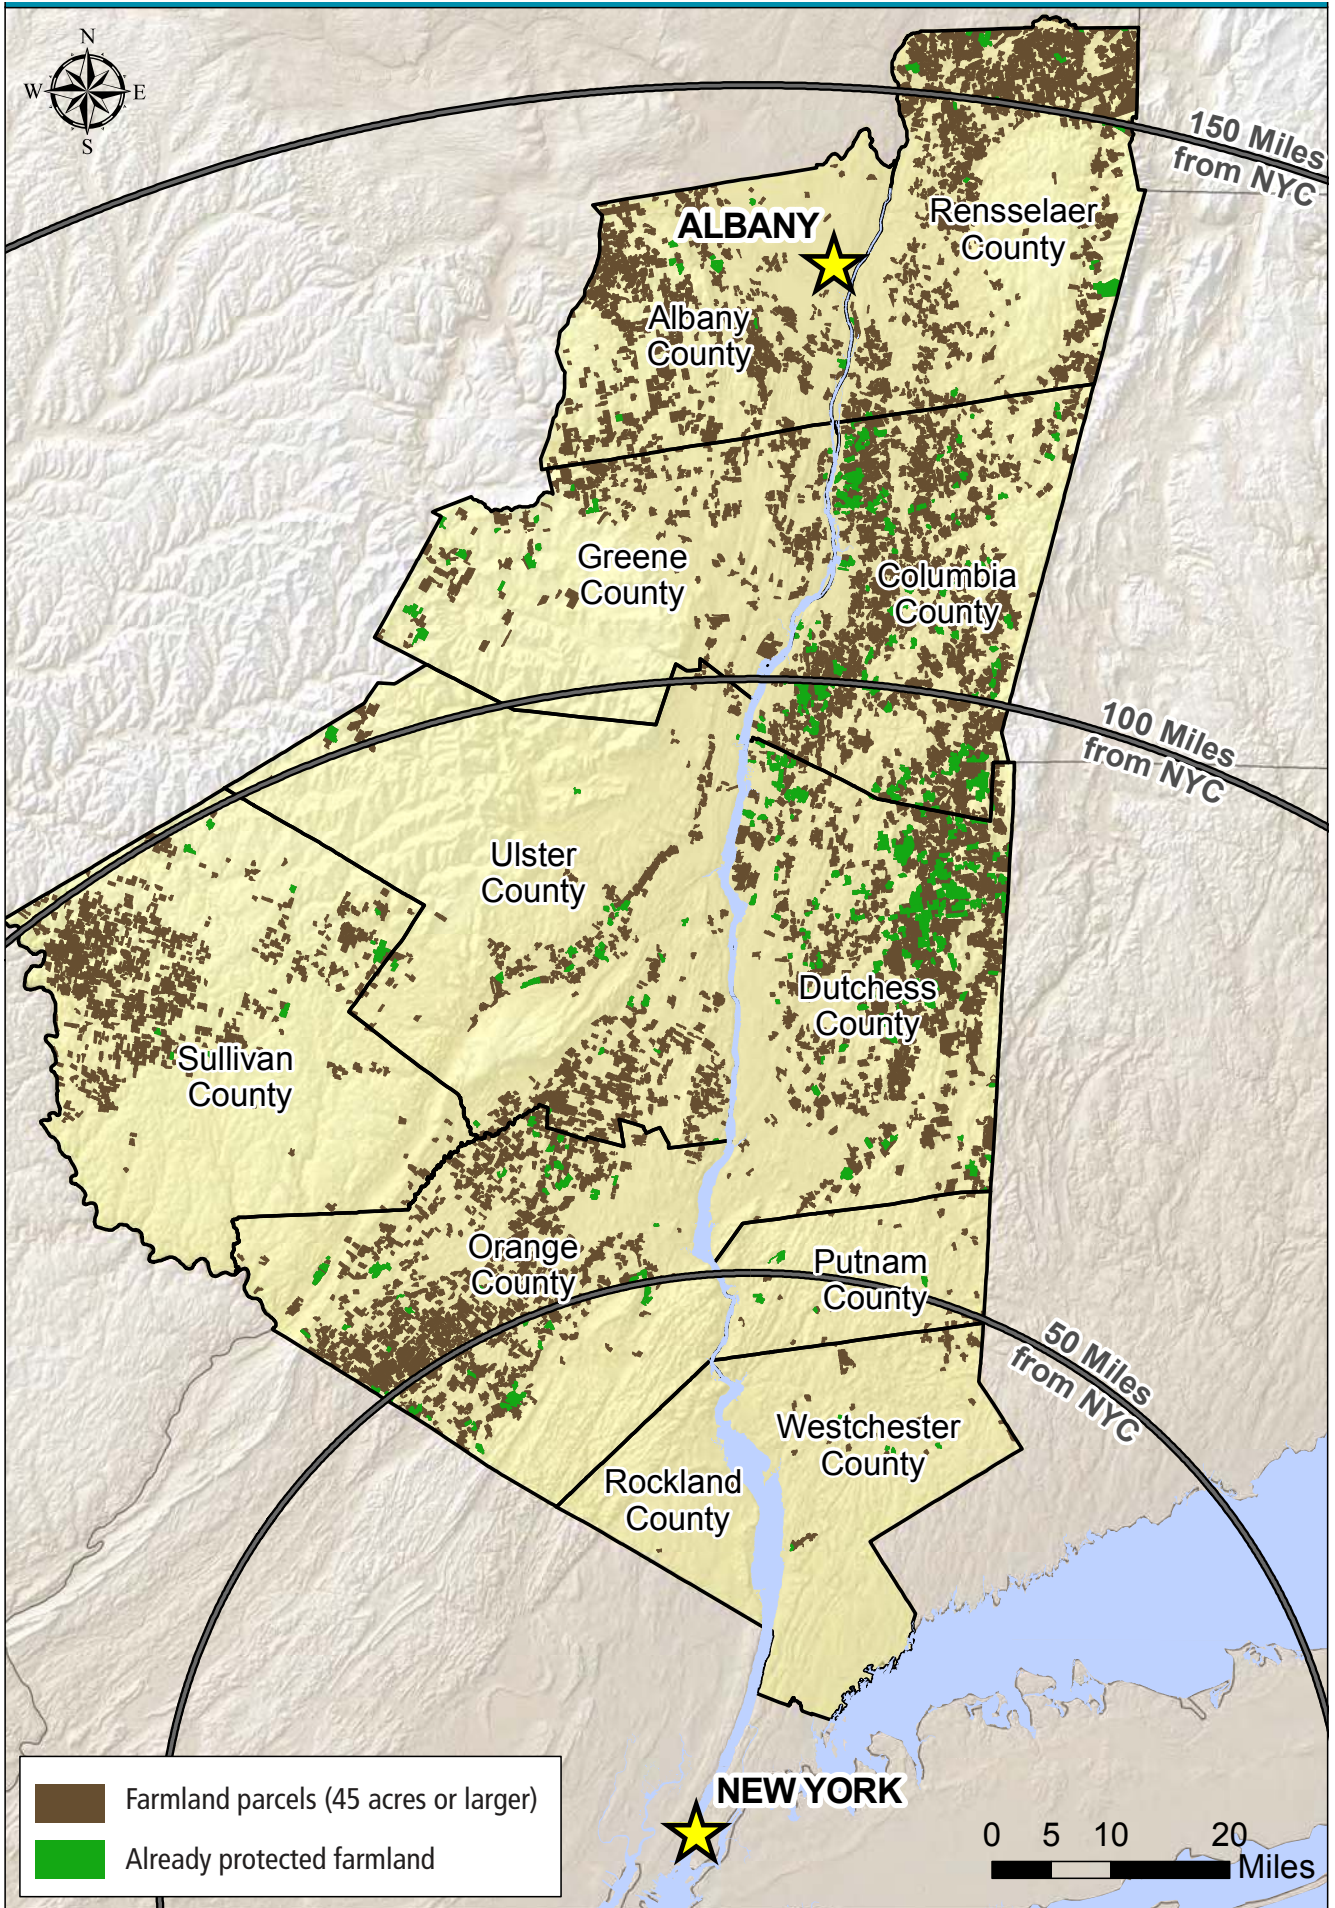 N
W
E
S
150 Miles
from NYC
ALBANY
Rensselaer
County
Albany
County
Greene
County
Columbia
County
100 Miles
from NYC
Ulster
County
Dutchess
County
Sullivan
County
Orange
County
Putnam
County
50 Miles
from NYC
Westchester
County
Rockland
County
NEW YORK
Farmland parcels (45 acres or larger)
Already protected farmland
0 5 10 20
Miles